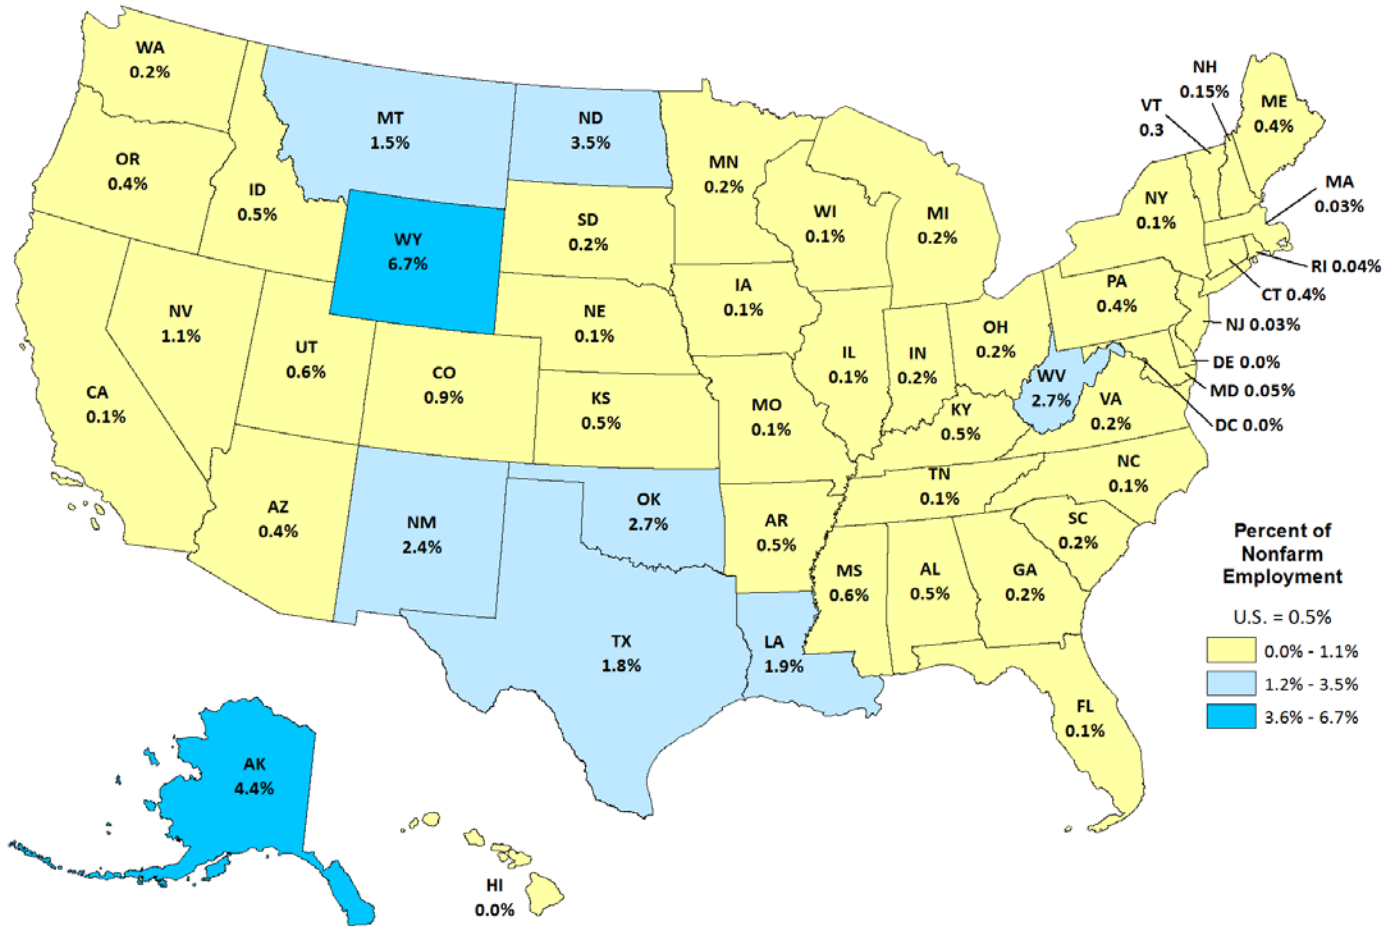 WA
0.2%
OR
0.4%
ID
0.5%
MT
1.5%
ND
3.5%
MN
0.2%
WI
0.1%
MI
0.2%
NY
0.1%
VT
0.3
NH
0.15%
ME
0.4%
MA
0.03%
RI 0.04%
CT 0.4%
NJ 0.03%
DE 0.0%
MD 0.05%
DC 0.0%
PA
0.4%
WY
6.7%
SD
0.2%
NE
0.1%
IA
0.1%
NV
1.1%
UT
0.6%
CO
0.9%
CA
0.1%
KS
0.5%
MO
0.1%
IL
0.1%
IN
0.2%
OH
0.2%
WV
2.7%
VA
0.2%
KY
0.5%
TN
0.1%
NC
0.1%
SC
0.2%
AZ
0.4%
NM
2.4%
OK
2.7%
AR
0.5%
MS
0.6%
AL
0.5%
GA
0.2%
TX
1.8%
LA
1.9%
FL
0.1%
AK
4.4%
HI
0.0%
Percent of
Nonfarm
Employment
U.S. = 0.5%
0.0% - 1.1%
1.2% - 3.5%
3.6% - 6.7%